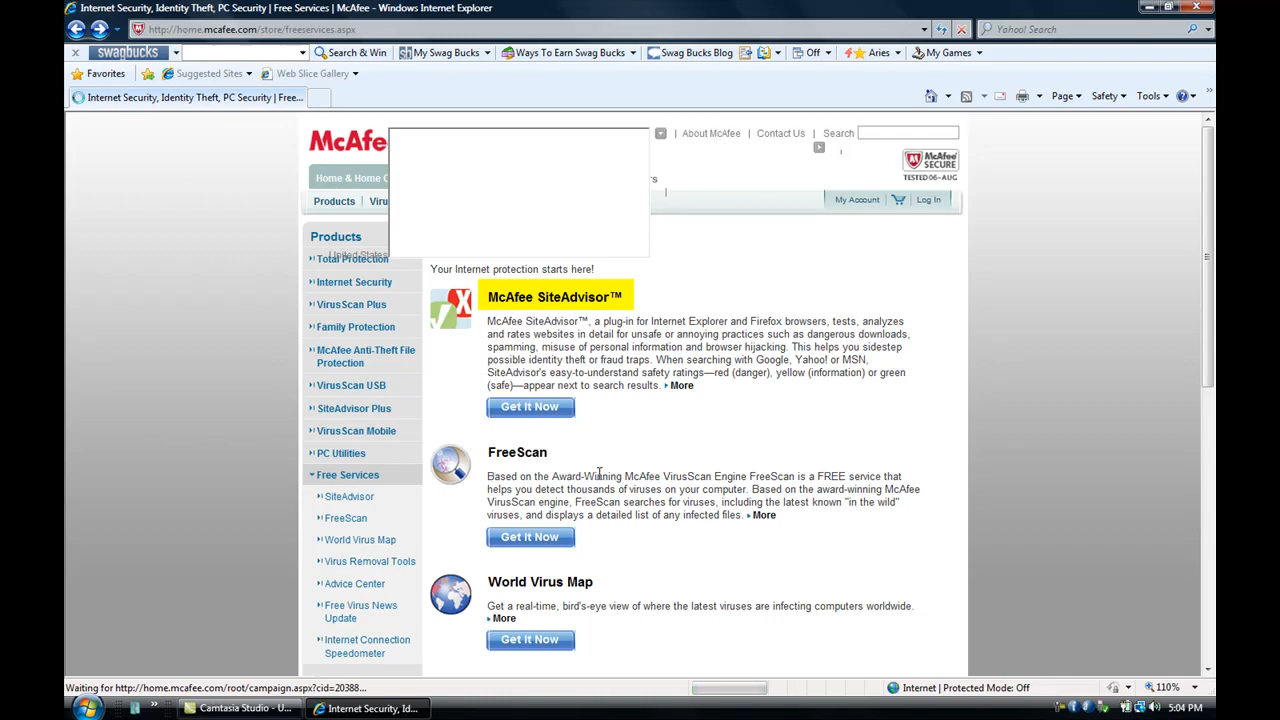 Internet Security, Identity Theft, PC Security | Free Services | McAfee - Windows Internet Explorer
http://home.mcafee.com/store/freeservices.aspx
Yahoo! Search
swagbucks
Search & Win
My Swag Bucks
Ways To Earn Swag Bucks
Swag Bucks Blog
Off
Aries
My Games
Favorites
Suggested Sites
Web Slice Gallery
Internet Security, Identity Theft, PC Security | Free...
Page
Safety
Tools
McAfee
About McAfee | Contact Us | Search
McAfee
SECURE
TESTED 06-AUG
Home & Home O
rs
Products
Viru
My Account
Log In
Products
United States
Total Protection
Internet Security
VirusScan Plus
Family Protection
McAfee Anti-Theft File
Protection
VirusScan USB
SiteAdvisor Plus
VirusScan Mobile
PC Utilities
Free Services
SiteAdvisor
FreeScan
World Virus Map
Virus Removal Tools
Advice Center
Free Virus News
Update
Internet Connection
Speedometer
Your Internet protection starts here!
McAfee SiteAdvisor™
McAfee SiteAdvisor™, a plug-in for Internet Explorer and Firefox browsers, tests, analyzes
and rates websites in detail for unsafe or annoying practices such as dangerous downloads,
spamming, misuse of personal information and browser hijacking. This helps you sidestep
possible identity theft or fraud traps. When searching with Google, Yahoo! or MSN,
SiteAdvisor's easy-to-understand safety ratings—red (danger), yellow (information) or green
(safe)—appear next to search results. More
Get It Now
FreeScan
Based on the Award-Winning McAfee VirusScan Engine FreeScan is a FREE service that
helps you detect thousands of viruses on your computer. Based on the award-winning McAfee
VirusScan engine, FreeScan searches for viruses, including the latest known "in the wild"
viruses, and displays a detailed list of any infected files. More
Get It Now
World Virus Map
Get a real-time, bird's-eye view of where the latest viruses are infecting computers worldwide.
More
Get It Now
Waiting for http://home.mcafee.com/root/campaign.aspx?cid=20388...
Internet | Protected Mode: Off
110%
Camtasia Studio - U...
Internet Security, Id...
5:04 PM